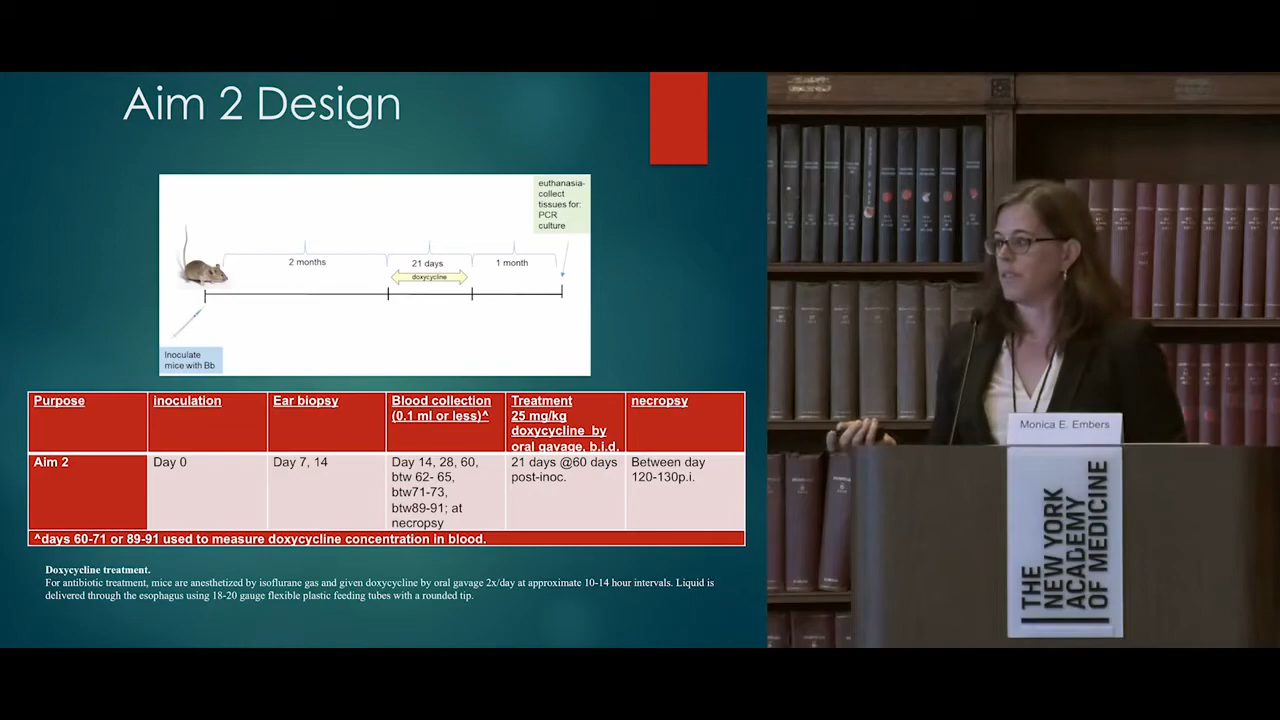 Aim 2 Design
euthanasia-
collect
tissues for:
PCR
culture
2 months
21 days
1 month
doxycycline
Inoculate
mice with Bb
Purpose
inoculation
Ear biopsy
Blood collection
(0.1 ml or less)^
Treatment
25 mg/kg
doxycycline by
oral gavage, b.i.d.
necropsy
Aim 2
Day 0
Day 7, 14
Day 14, 28, 60,
btw 62- 65,
btw71-73,
btw89-91; at
necropsy
21 days @60 days
post-inoc.
Between day
120-130p.i.
^days 60-71 or 89-91 used to measure doxycycline concentration in blood.
Doxycycline treatment.
For antibiotic treatment, mice are anesthetized by isoflurane gas and given doxycycline by oral gavage 2x/day at approximate 10-14 hour intervals. Liquid is
delivered through the esophagus using 18-20 gauge flexible plastic feeding tubes with a rounded tip.
Monica E. Embers
THE
NEW YORK
ACADEMY
OF MEDICINE